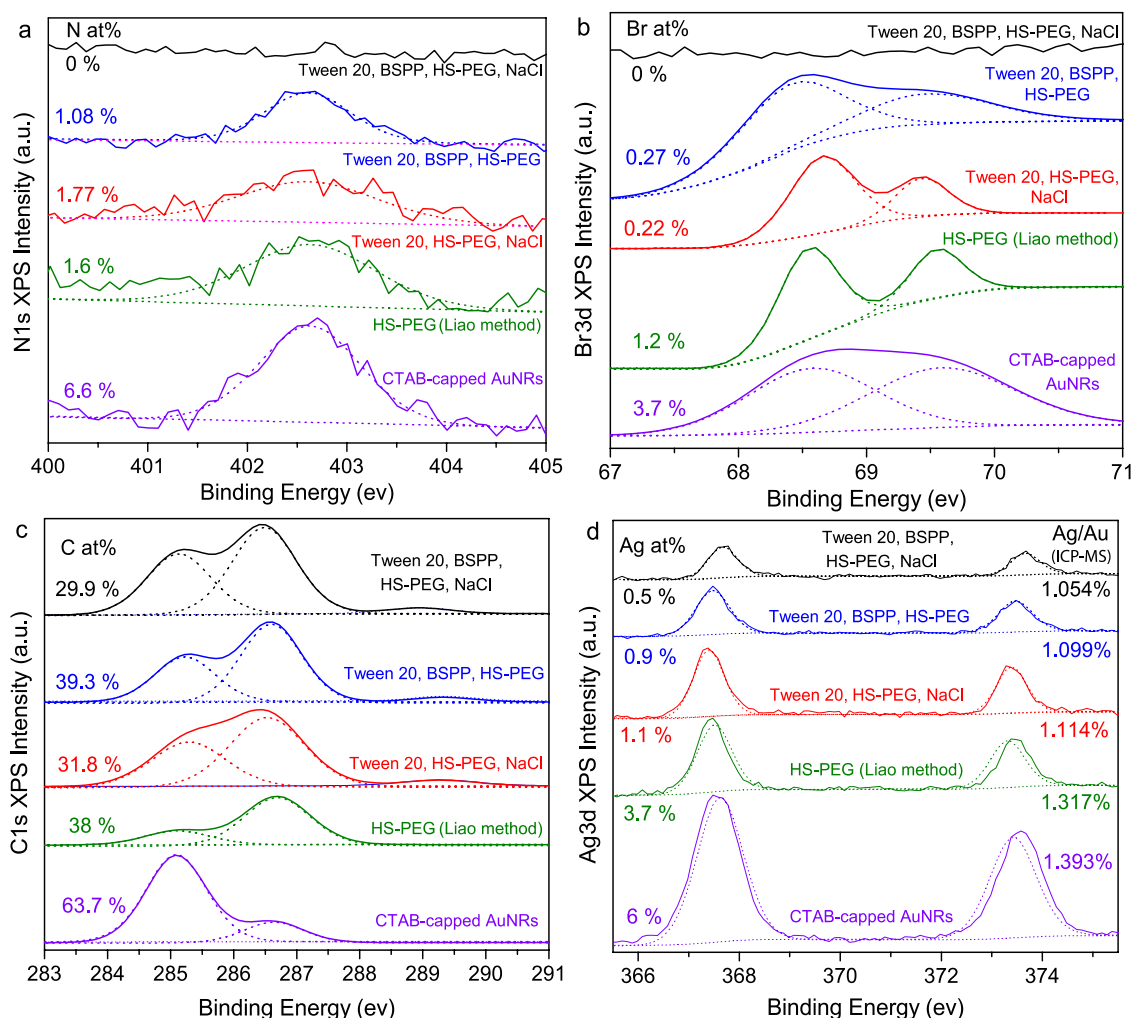 a
N at%
0 %
Tween 20, BSPP, HS-PEG, NaCl
1.08 %
Tween 20, BSPP, HS-PEG
1.77 %
Tween 20, HS-PEG, NaCl
1.6 %
HS-PEG (Liao method)
6.6 %
CTAB-capped AuNRs
N1s XPS Intensity (a.u.)
400 401 402 403 404 405
Binding Energy (ev)
b
Br at%
Tween 20, BSPP, HS-PEG, NaCl
0 %
Tween 20, BSPP,
HS-PEG
0.27 %
Tween 20, HS-PEG,
NaCl
0.22 %
HS-PEG (Liao method)
1.2 %
CTAB-capped
AuNRs
3.7 %
Br3d XPS Intensity (a.u.)
67 68 69 70 71
Binding Energy (ev)
c
C at%
Tween 20, BSPP,
HS-PEG, NaCl
29.9 %
Tween 20, BSPP, HS-PEG
39.3 %
Tween 20, HS-PEG, NaCl
31.8 %
38 %
HS-PEG (Liao method)
63.7 %
CTAB-capped AuNRs
C1s XPS Intensity (a.u.)
283 284 285 286 287 288 289 290 291
Binding Energy (ev)
d
Ag at%
Tween 20, BSPP,
HS-PEG, NaCl
Ag/Au
(ICP-MS)
0.5 %
1.054%
Tween 20, BSPP, HS-PEG
0.9 %
1.099%
Tween 20, HS-PEG, NaCl
1.1 %
1.114%
HS-PEG (Liao method)
3.7 %
1.317%
1.393%
6 %
CTAB-capped AuNRs
Ag3d XPS Intensity (a.u.)
366 368 370 372 374
Binding Energy (ev)